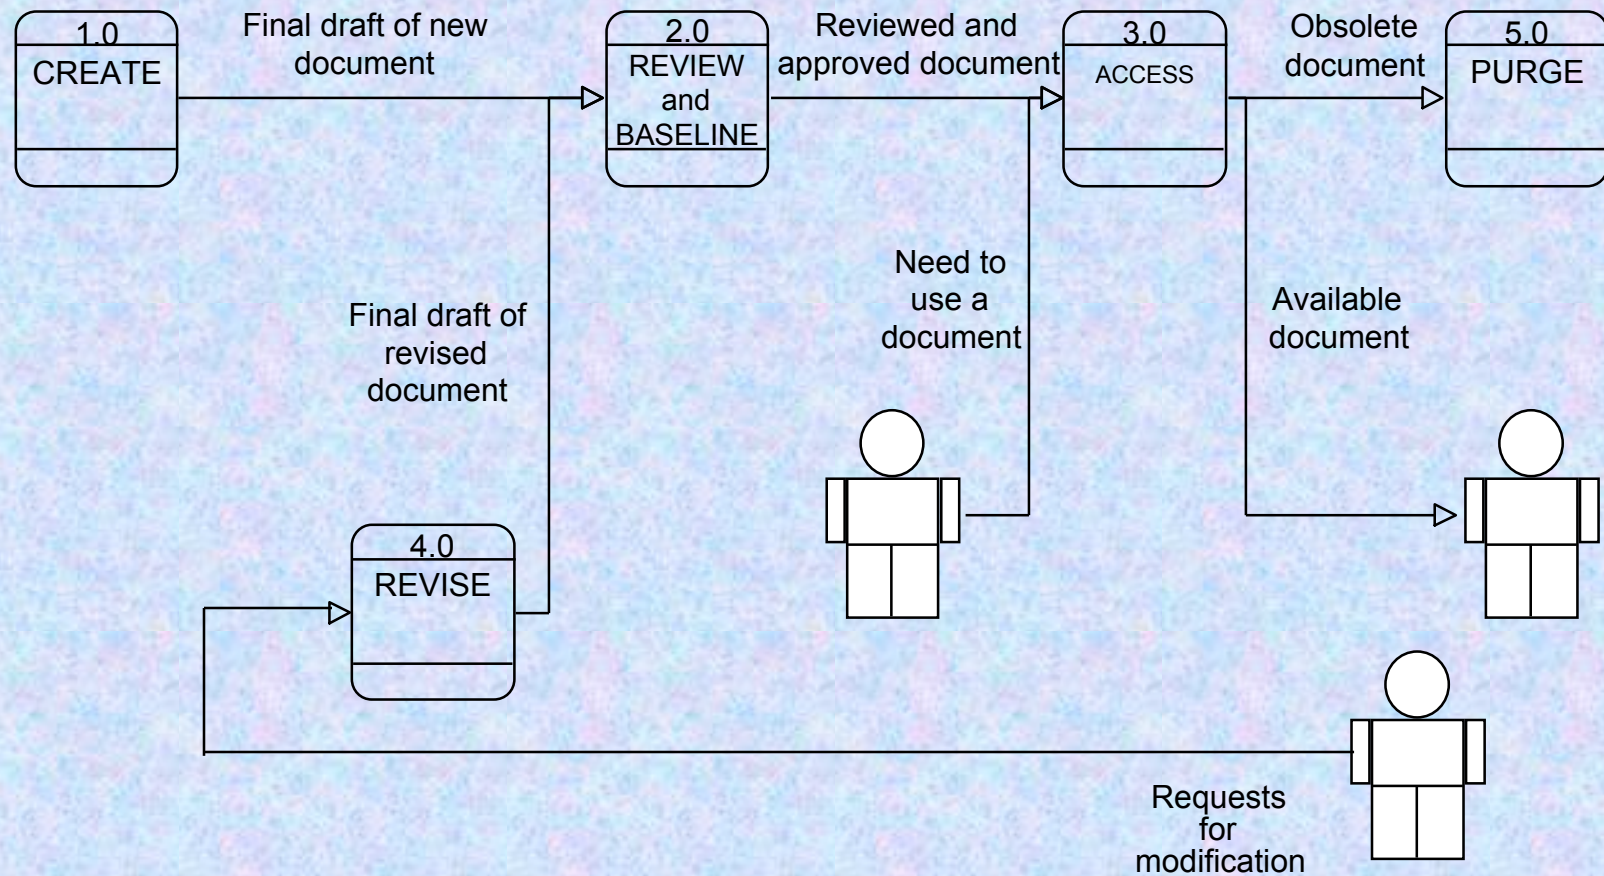 1.0
CREATE
Final draft of new
document
2.0
REVIEW
and
BASELINE
Reviewed and
approved document
3.0
ACCESS
Obsolete
document
5.0
PURGE
Final draft of
revised
document
Need to
use a
document
Available
document
4.0
REVISE
Requests
for
modification